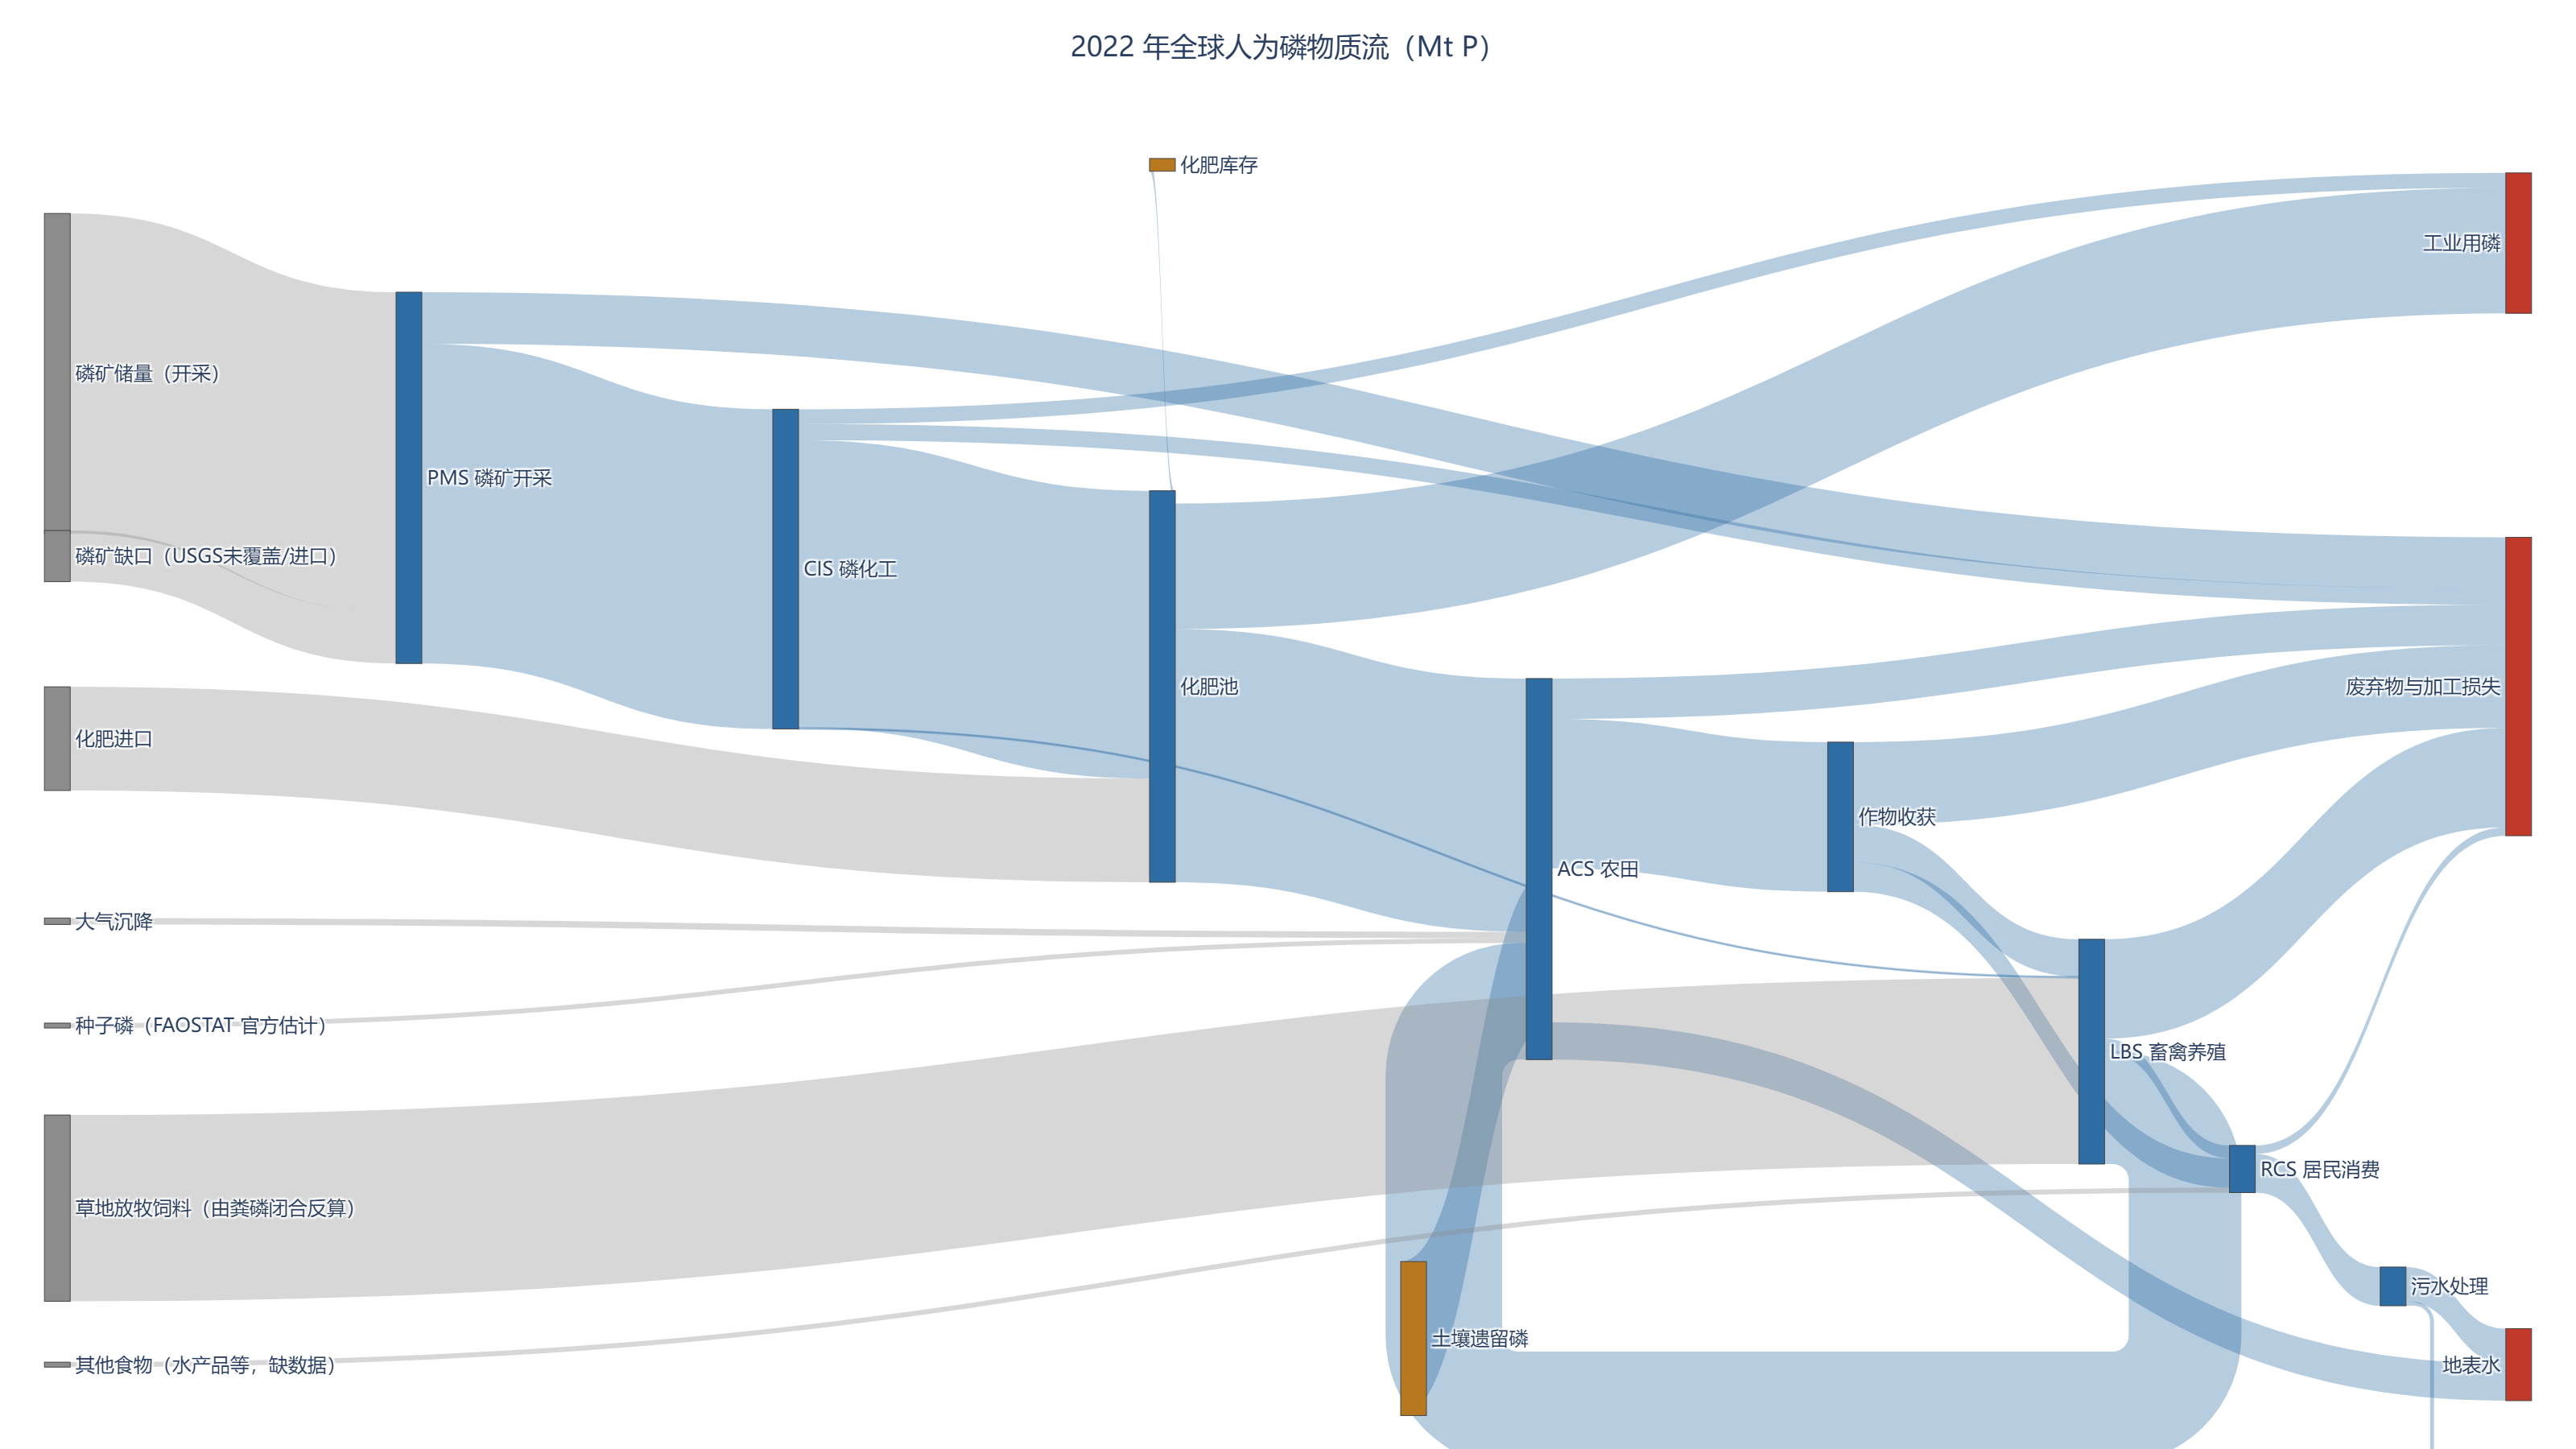 2022 年全球人为磷物质流（Mt P）
化肥库存
工业用磷
磷矿储量（开采）
PMS 磷矿开采
磷矿缺口（USGS未覆盖/进口）
CIS 磷化工
化肥池
废弃物与加工损失
化肥进口
作物收获
ACS 农田
大气沉降
种子磷（FAOSTAT 官方估计）
LBS 畜禽养殖
RCS 居民消费
草地放牧饲料（由粪磷闭合反算）
污水处理
土壤遗留磷
其他食物（水产品等，缺数据）
地表水